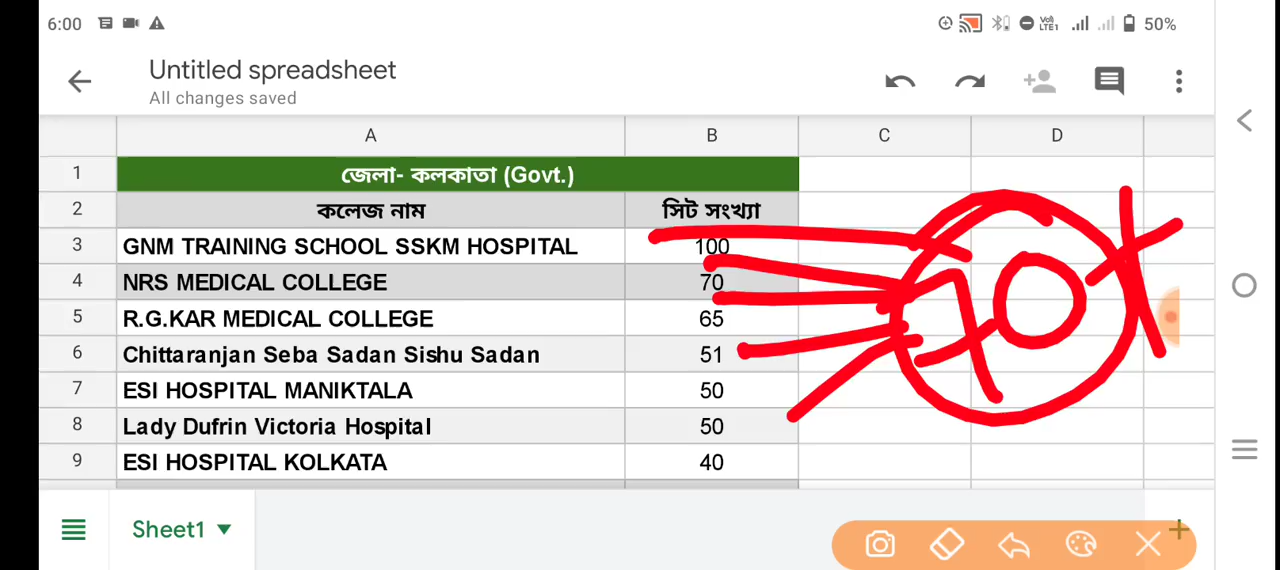 6:00 Vo) LTE1 50%
Untitled spreadsheet
All changes saved
A B C D
1 জেলা- কলকাতা (Govt.)
2 কলেজ নাম সিট সংখ্যা
3 GNM TRAINING SCHOOL SSKM HOSPITAL 100
4 NRS MEDICAL COLLEGE 70
5 R.G.KAR MEDICAL COLLEGE 65
6 Chittaranjan Seba Sadan Sishu Sadan 51
7 ESI HOSPITAL MANIKTALA 50
8 Lady Dufrin Victoria Hospital 50
9 ESI HOSPITAL KOLKATA 40
Sheet1